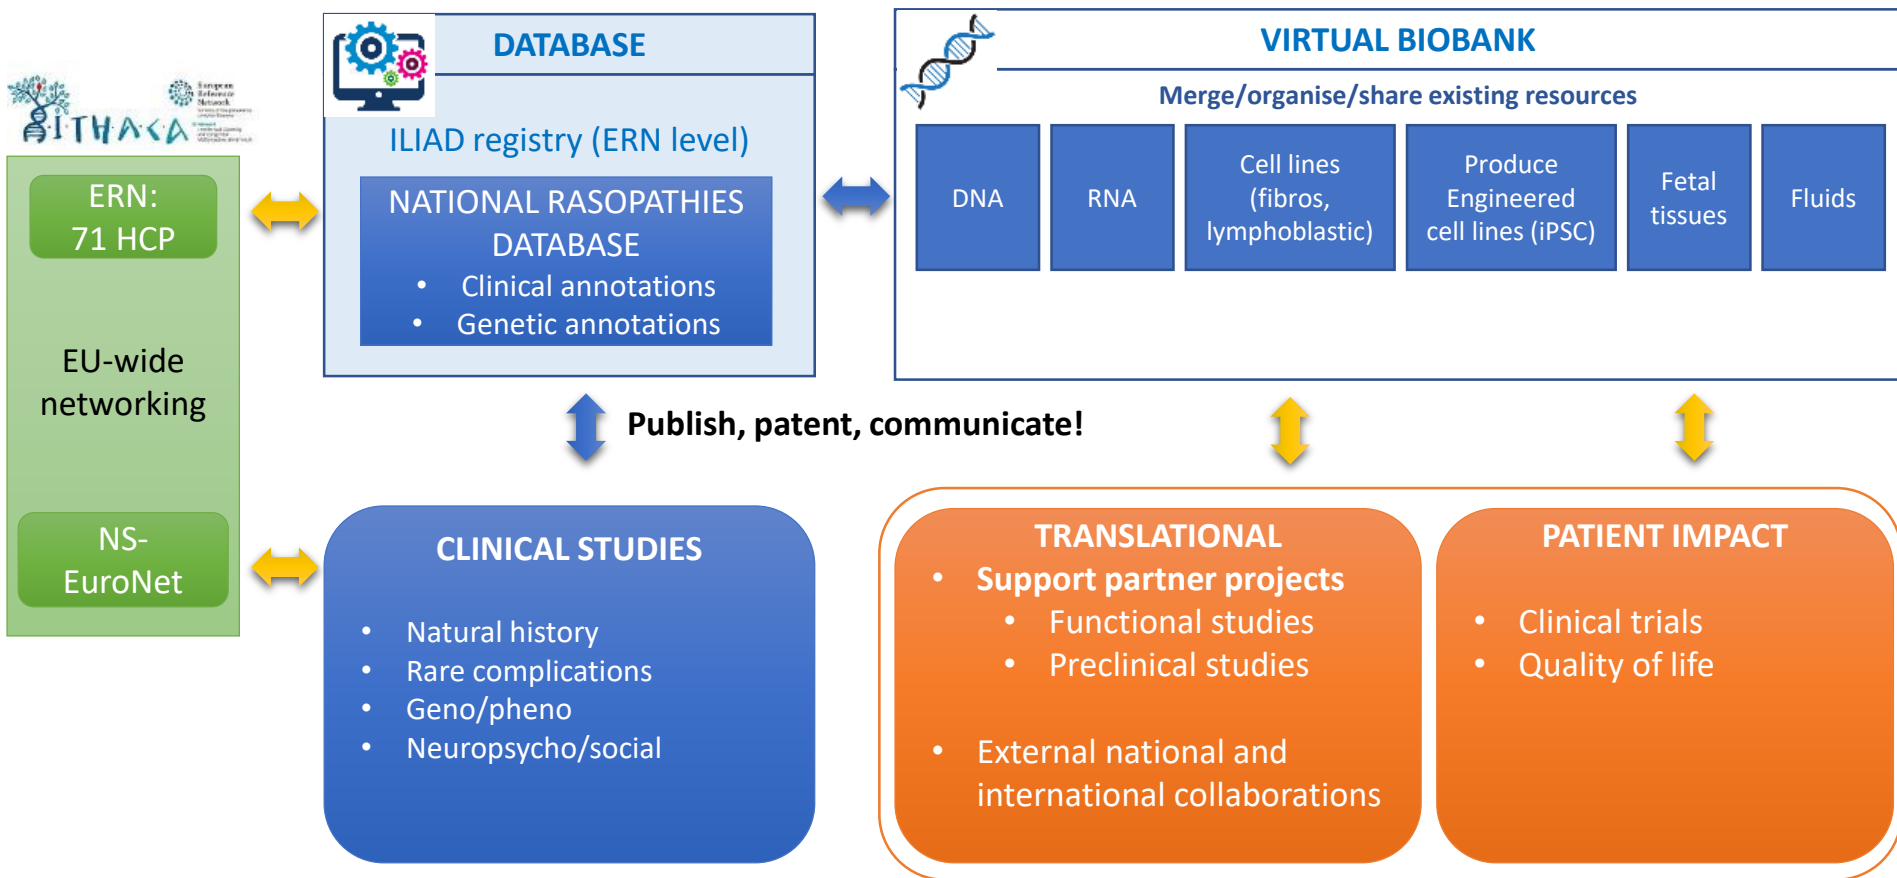 ITHACA
European
Reference
Network
ERN:
71 HCP
EU-wide
networking
NS-
EuroNet
DATABASE
ILIAD registry (ERN level)
NATIONAL RASOPATHIES
DATABASE
• Clinical annotations
• Genetic annotations
VIRTUAL BIOBANK
Merge/organise/share existing resources
DNA
RNA
Cell lines
(fibros,
lymphoblastic)
Produce
Engineered
cell lines (iPSC)
Fetal
tissues
Fluids
Publish, patent, communicate!
CLINICAL STUDIES
• Natural history
• Rare complications
• Geno/pheno
• Neuropsycho/social
TRANSLATIONAL
• Support partner projects
• Functional studies
• Preclinical studies
• External national and
international collaborations
PATIENT IMPACT
• Clinical trials
• Quality of life